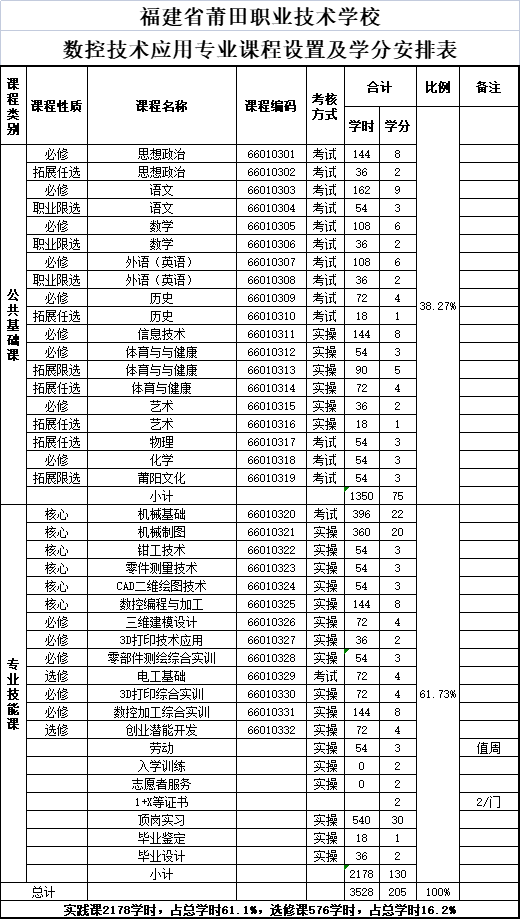 福建省莆田职业技术学校
数控技术应用专业课程设置及学分安排表
课程类别 课程性质 课程名称 课程编码 考核方式 合计 比例 备注
学时 学分
公共基础课 必修 思想政治 66010301 考试 144 8 38.27%
拓展任选 思想政治 66010302 考试 36 2
必修 语文 66010303 考试 162 9
职业限选 语文 66010304 考试 54 3
必修 数学 66010305 考试 108 6
职业限选 数学 66010306 考试 36 2
必修 外语（英语） 66010307 考试 108 6
职业限选 外语（英语） 66010308 考试 36 2
必修 历史 66010309 考试 72 4
拓展任选 历史 66010310 考试 18 1
必修 信息技术 66010311 实操 144 8
必修 体育与与健康 66010312 实操 54 3
拓展限选 体育与与健康 66010313 实操 90 5
拓展任选 体育与健康 66010314 实操 72 4
必修 艺术 66010315 实操 36 2
拓展任选 艺术 66010316 实操 18 1
拓展任选 物理 66010317 考试 54 3
必修 化学 66010318 考试 54 3
拓展限选 莆阳文化 66010319 考试 54 3
小计 1350 75
专业技能课 核心 机械基础 66010320 考试 396 22 61.73%
核心 机械制图 66010321 实操 360 20
核心 钳工技术 66010322 实操 54 3
核心 零件测量技术 66010323 实操 54 3
核心 CAD二维绘图技术 66010324 实操 54 3
核心 数控编程与加工 66010325 实操 144 8
必修 三维建模设计 66010326 实操 72 4
必修 3D打印技术应用 66010327 实操 36 2
必修 零部件测绘综合实训 66010328 实操 54 3
选修 电工基础 66010329 考试 72 4
必修 3D打印综合实训 66010330 实操 72 4
必修 数控加工综合实训 66010331 实操 144 8
选修 创业潜能开发 66010332 实操 72 4
劳动 实操 54 3 值周
入学训练 实操 0 2
志愿者服务 实操 0 2
1+X等证书 2 2/门
顶岗实习 实操 540 30
毕业鉴定 实操 18 1
毕业设计 实操 36 2
小计 2178 130
总计 3528 205 100%
实践课2178学时，占总学时61.1%，选修课576学时，占总学时16.2%